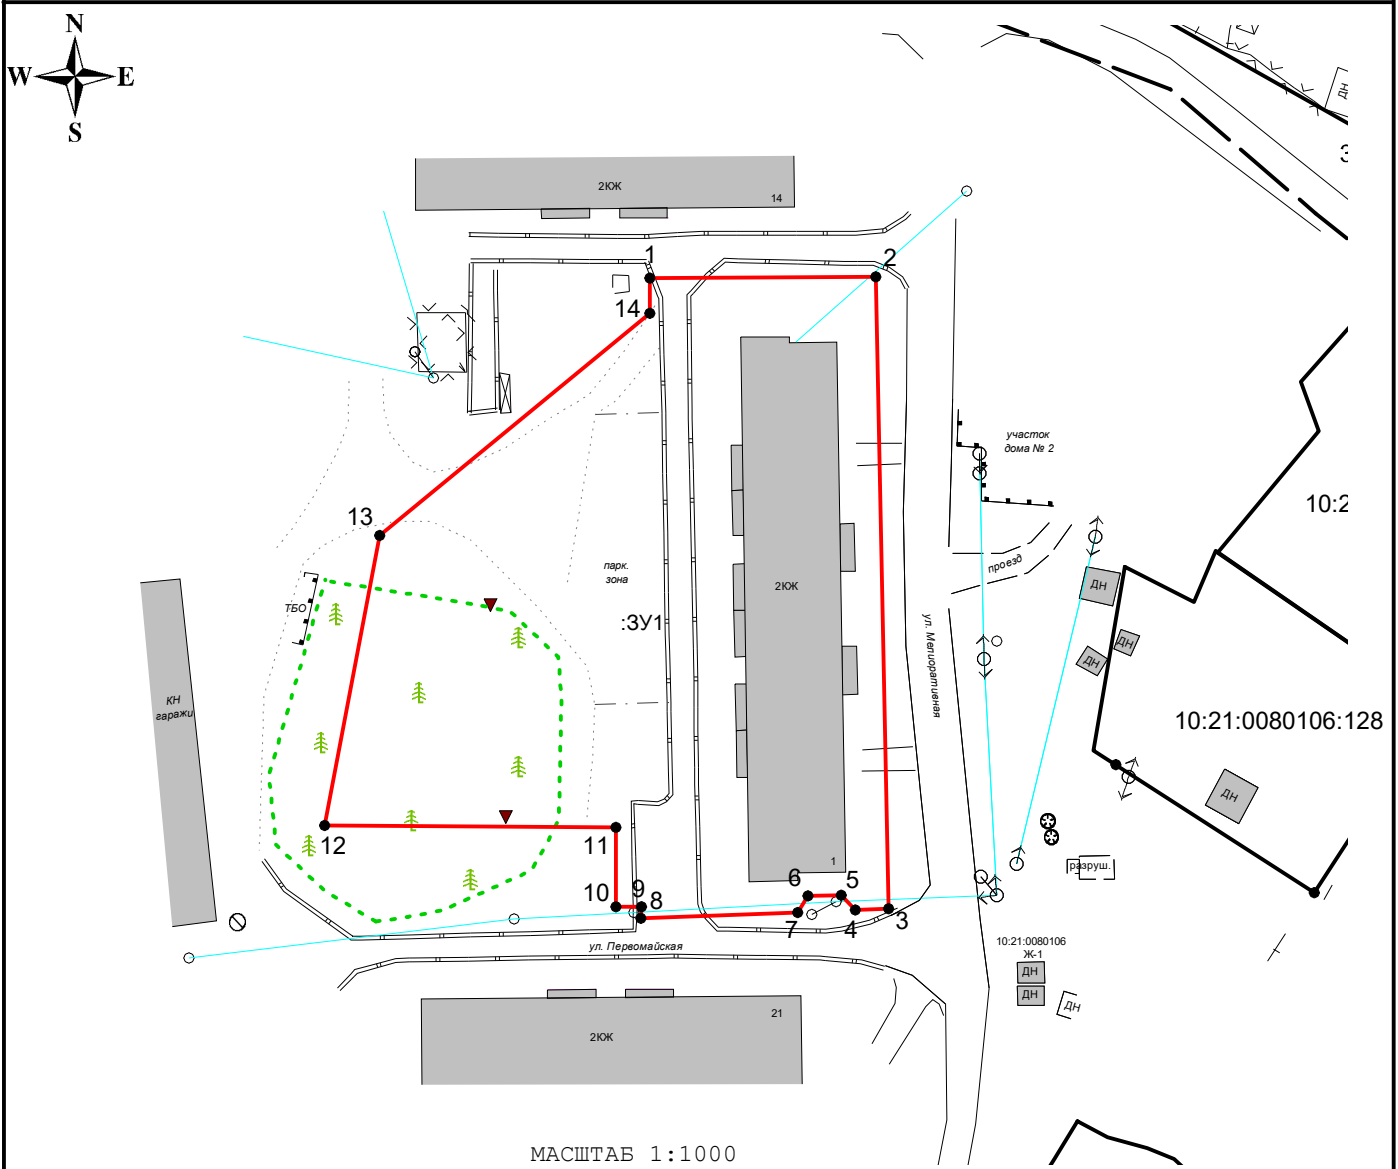 N
W E
S
3
ДН
2КЖ
14
1
2
14
участок
дома № 2
10:2
13
проезд
ДН
парк.
зона
2КЖ
ТБО
:ЗУ1
ДН
ДН
ул. Мелиоративная
КН
гаражи
10:21:0080106:128
ДН
12
11
1
разруш.
6
5
10
9
8
7
4
3
ул. Первомайская
10:21:0080106
Ж-1
ДН
ДН
ДН
21
2КЖ
МАСШТАБ 1:1000